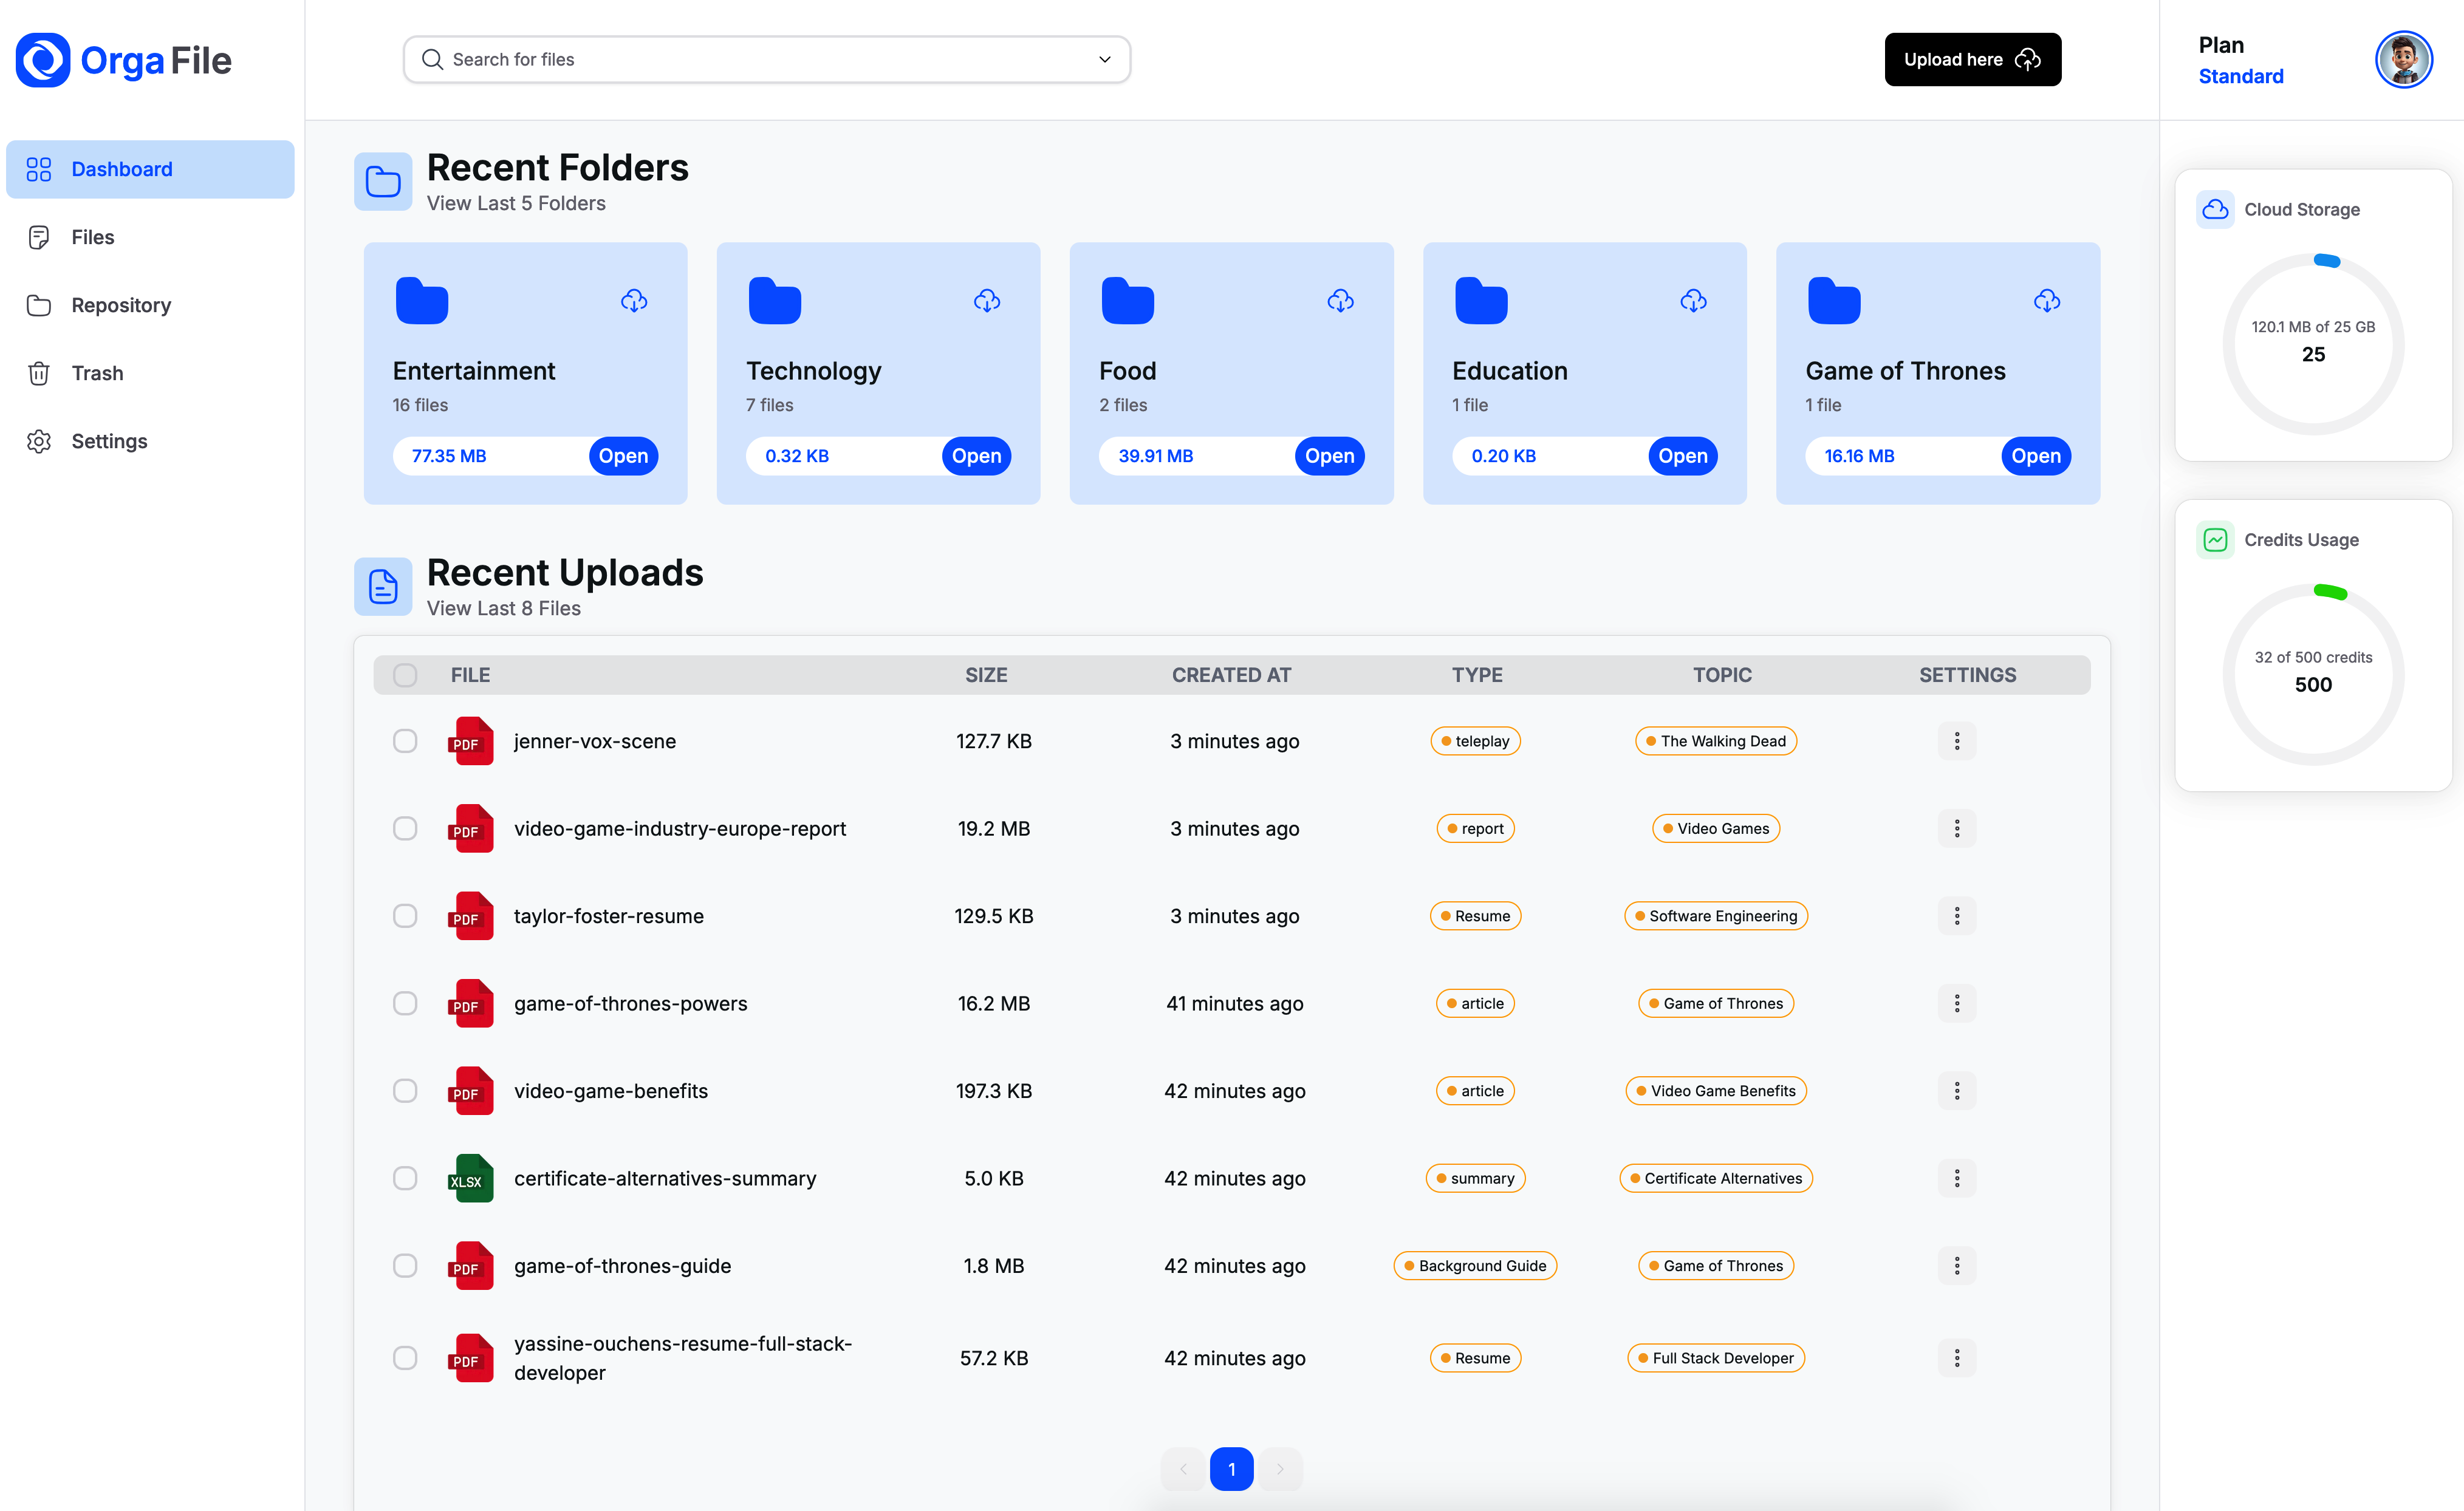 Orga File
Search for files
Upload here
Plan
Standard
Dashboard
Files
Repository
Trash
Settings
Recent Folders
View Last 5 Folders
Entertainment
16 files
77.35 MB Open
Technology
7 files
0.32 KB Open
Food
2 files
39.91 MB Open
Education
1 file
0.20 KB Open
Game of Thrones
1 file
16.16 MB Open
Cloud Storage
120.1 MB of 25 GB
25
Credits Usage
32 of 500 credits
500
Recent Uploads
View Last 8 Files
FILE SIZE CREATED AT TYPE TOPIC SETTINGS
PDF jenner-vox-scene 127.7 KB 3 minutes ago teleplay The Walking Dead
PDF video-game-industry-europe-report 19.2 MB 3 minutes ago report Video Games
PDF taylor-foster-resume 129.5 KB 3 minutes ago Resume Software Engineering
PDF game-of-thrones-powers 16.2 MB 41 minutes ago article Game of Thrones
PDF video-game-benefits 197.3 KB 42 minutes ago article Video Game Benefits
XLSX certificate-alternatives-summary 5.0 KB 42 minutes ago summary Certificate Alternatives
PDF game-of-thrones-guide 1.8 MB 42 minutes ago Background Guide Game of Thrones
PDF yassine-ouchens-resume-full-stack-
developer 57.2 KB 42 minutes ago Resume Full Stack Developer
1